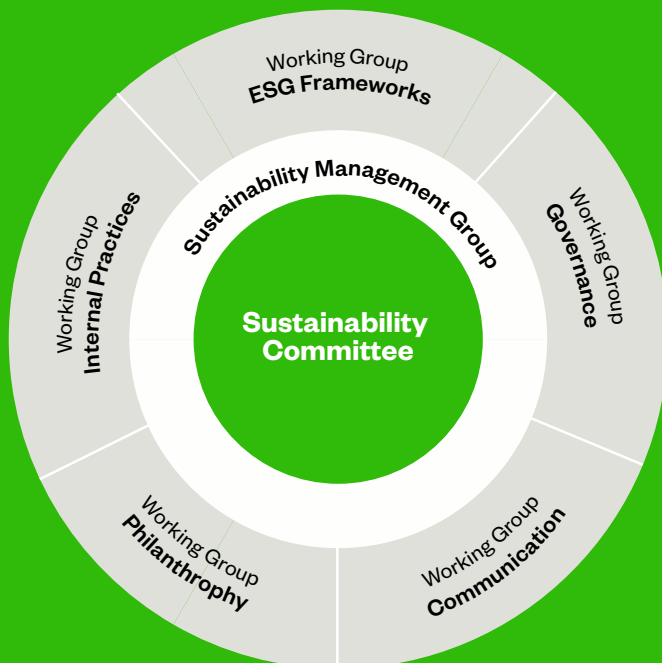 Working Group
ESG Frameworks
Sustainability Management Group
Working Group
Governance
Working Group
Internal Practices
Sustainability
Committee
Working Group
Philanthrophy
Working Group
Communication